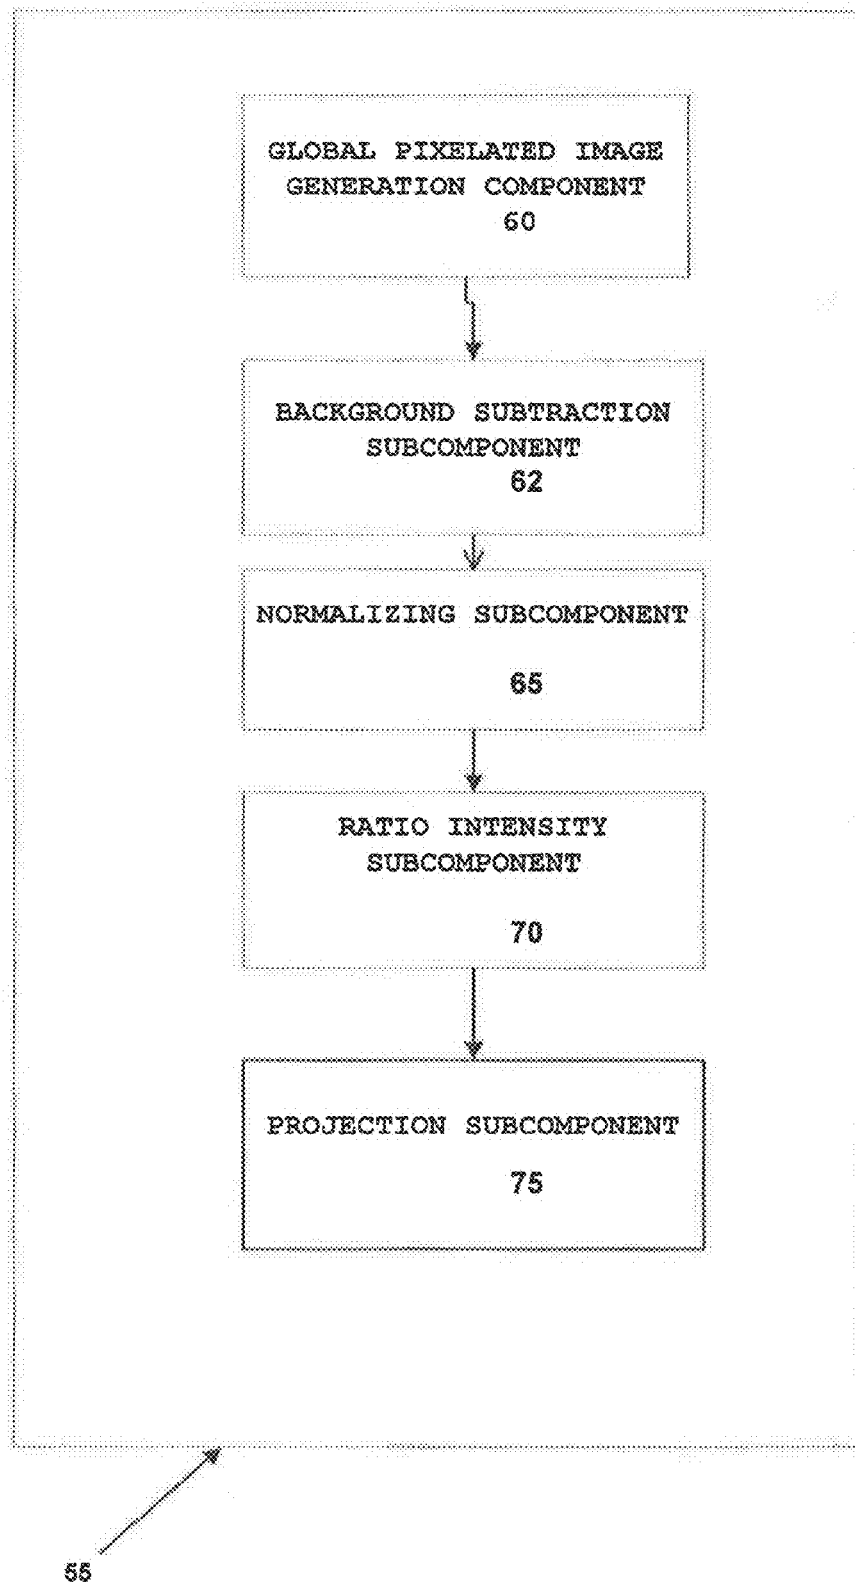 GLOBAL PIXELATED IMAGE
GENERATION COMPONENT
60
BACKGROUND SUBTRACTION
SUBCOMPONENT
62
NORMALIZING SUBCOMPONENT
65
RATIO INTENSITY
SUBCOMPONENT
70
PROJECTION SUBCOMPONENT
75
55